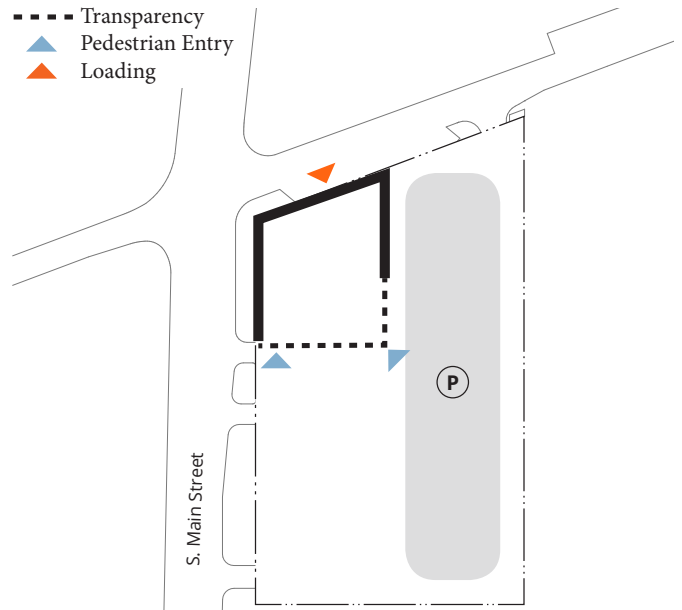 Transparency
Pedestrian Entry
Loading
P
S. Main Street